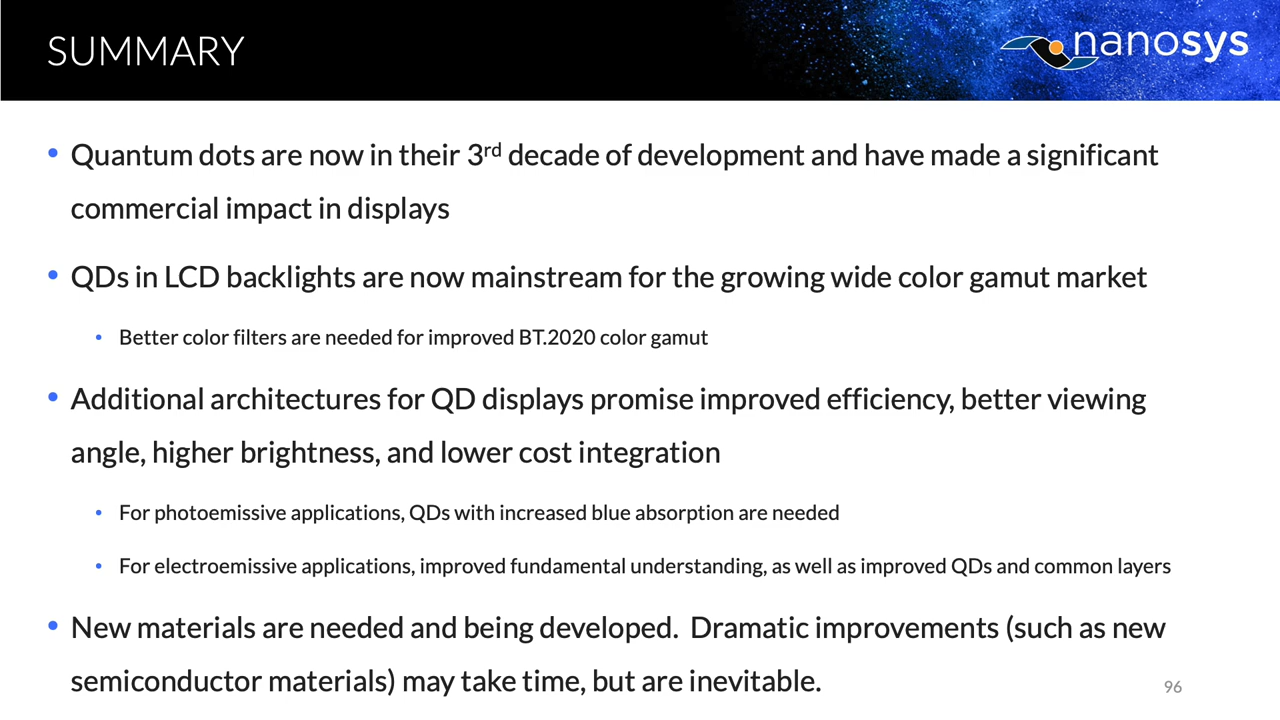 SUMMARY
nanosys
• Quantum dots are now in their 3rd decade of development and have made a significant
commercial impact in displays
• QDs in LCD backlights are now mainstream for the growing wide color gamut market
• Better color filters are needed for improved BT.2020 color gamut
• Additional architectures for QD displays promise improved efficiency, better viewing
angle, higher brightness, and lower cost integration
• For photoemissive applications, QDs with increased blue absorption are needed
• For electroemissive applications, improved fundamental understanding, as well as improved QDs and common layers
• New materials are needed and being developed.  Dramatic improvements (such as new
semiconductor materials) may take time, but are inevitable.
96